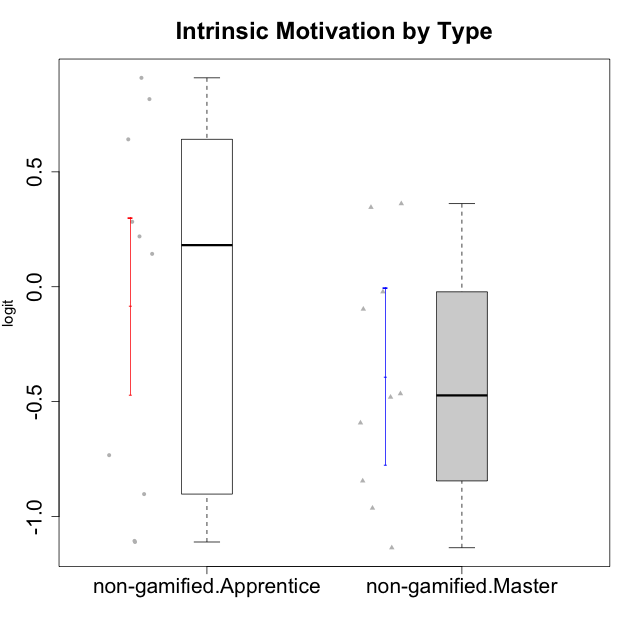 Intrinsic Motivation by Type
logit
0.5
0.0
-0.5
-1.0
non-gamified.Apprentice
non-gamified.Master